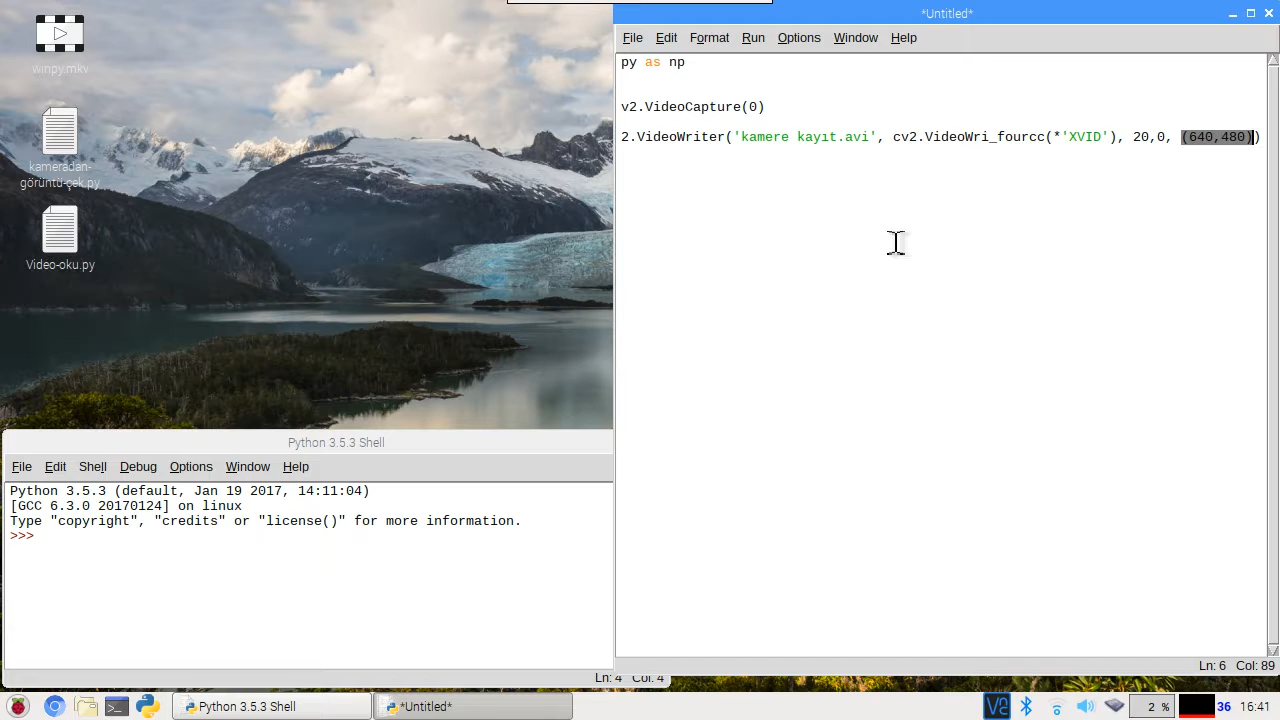 winpy.mkv
kameradan-
görüntü-çek.py
Video-oku.py
*Untitled*
File Edit Format Run Options Window Help
py as np
v2.VideoCapture(0)
2.VideoWriter('kamere kayıt.avi', cv2.VideoWri_fourcc(*'XVID'), 20,0, (640,480))
Ln: 6 Col: 89
Python 3.5.3 Shell
File Edit Shell Debug Options Window Help
Python 3.5.3 (default, Jan 19 2017, 14:11:04)
[GCC 6.3.0 20170124] on linux
Type "copyright", "credits" or "license()" for more information.
>>>
Ln: 4 Col: 4
Python 3.5.3 Shell
*Untitled*
2 %
36
16:41